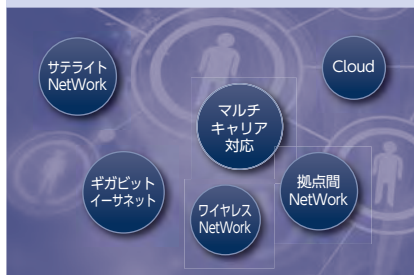 サテライト
NetWork
Cloud
マルチ
キャリア
対応
ギガビット
イーサネット
ワイヤレス
NetWork
拠点間
NetWork